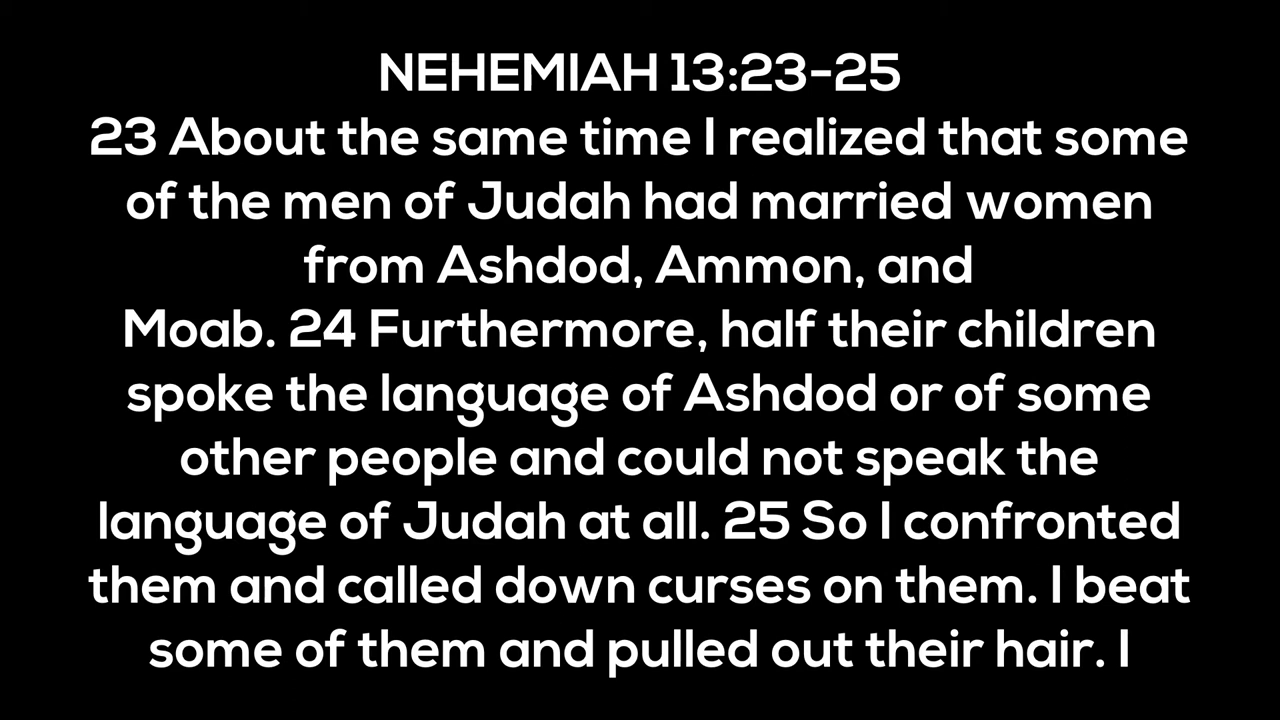 NEHEMIAH 13:23-25
23 About the same time I realized that some
of the men of Judah had married women
from Ashdod, Ammon, and
Moab. 24 Furthermore, half their children
spoke the language of Ashdod or of some
other people and could not speak the
language of Judah at all. 25 So I confronted
them and called down curses on them. I beat
some of them and pulled out their hair. I